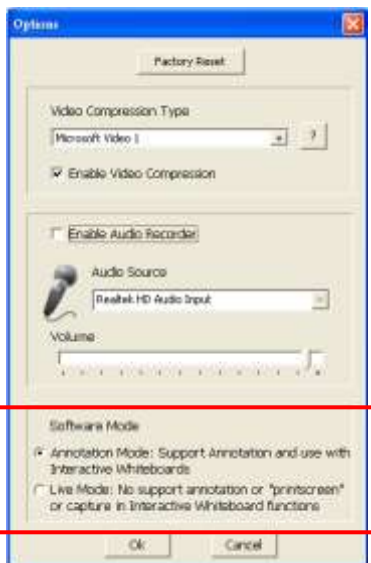 Options
Factory Reset
Video Compression Type
Microsoft Video 1
?
Enable Video Compression
Enable Audio Recorder
Audio Source
Realtek HD Audio Input
Volume
Software Mode
Annotation Mode: Support Annotation and use with
Interactive Whiteboards
Live Mode: No support annotation or "printscreen"
or capture in Interactive Whiteboard functions
Ok
Cancel